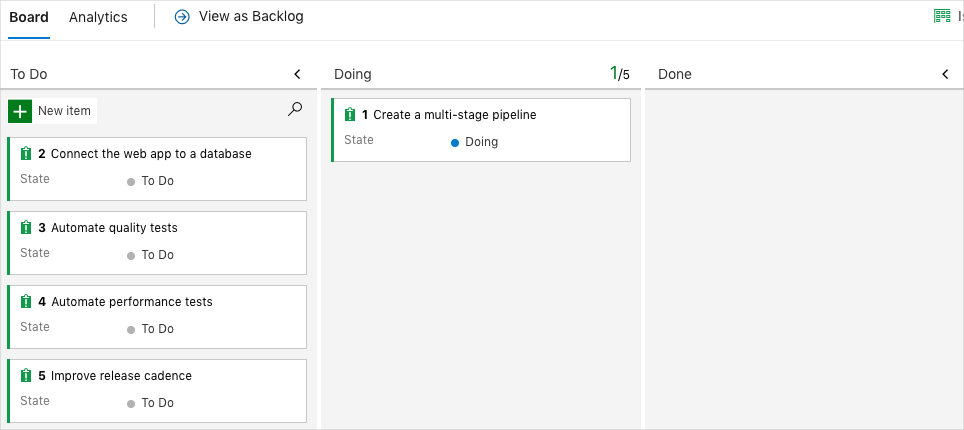 Board Analytics View as Backlog
To Do
New item
2 Connect the web app to a database
State To Do
3 Automate quality tests
State To Do
4 Automate performance tests
State To Do
5 Improve release cadence
State To Do
Doing 1/5
1 Create a multi-stage pipeline
State Doing
Done